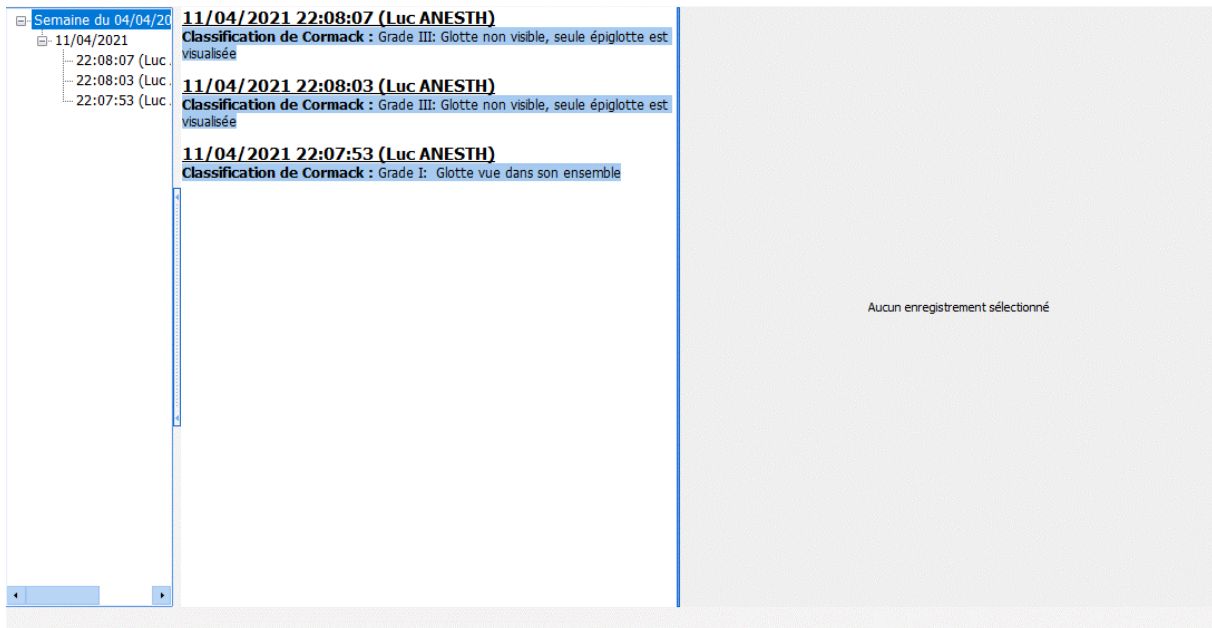 Semaine du 04/04/20
11/04/2021
22:08:07 (Luc
22:08:03 (Luc
22:07:53 (Luc
11/04/2021 22:08:07 (Luc ANESTH)
Classification de Cormack : Grade III: Glotte non visible, seule épiglotte est
visualisée
11/04/2021 22:08:03 (Luc ANESTH)
Classification de Cormack : Grade III: Glotte non visible, seule épiglotte est
visualisée
11/04/2021 22:07:53 (Luc ANESTH)
Classification de Cormack : Grade I: Glotte vue dans son ensemble
Aucun enregistrement sélectionné